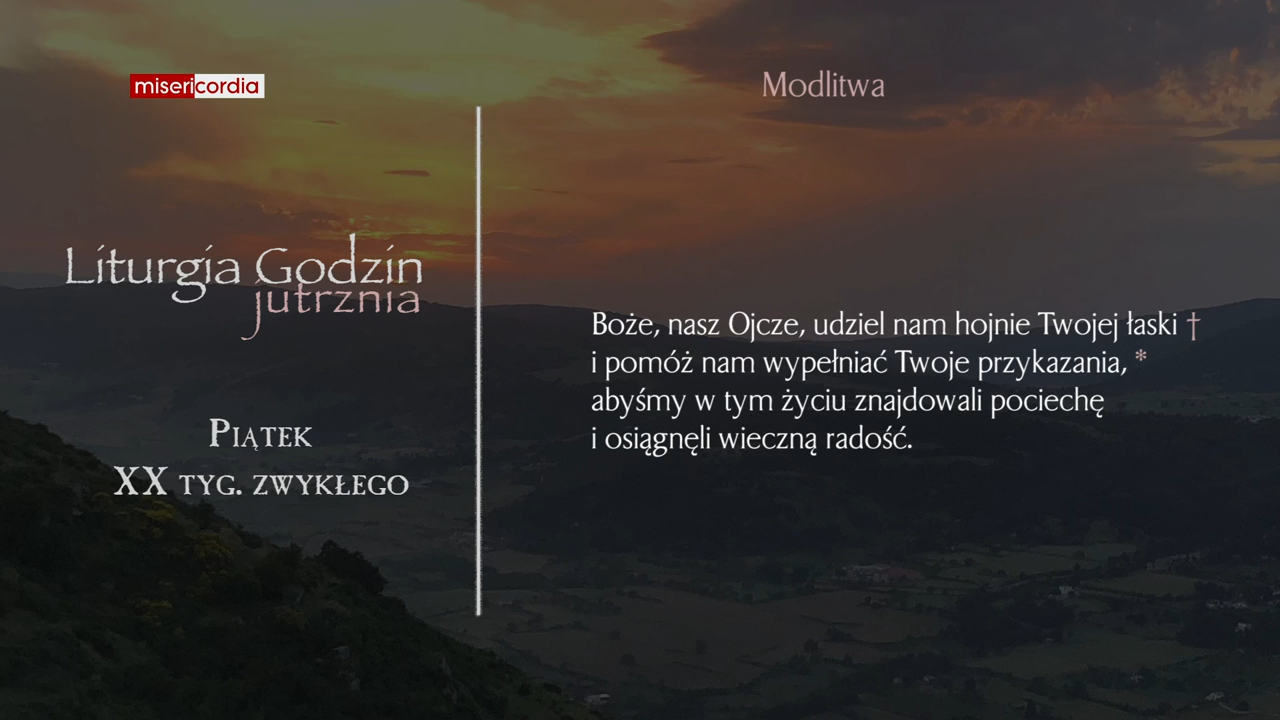 misericordia
Liturgia Godzin
jutrznia
Piątek
XX tyg. zwykłego
Modlitwa
Boże, nasz Ojcze, udziel nam hojnie Twojej łaski †
i pomóż nam wypełniać Twoje przykazania, *
abyśmy w tym życiu znajdowali pociechę
i osiągnęli wieczną radość.